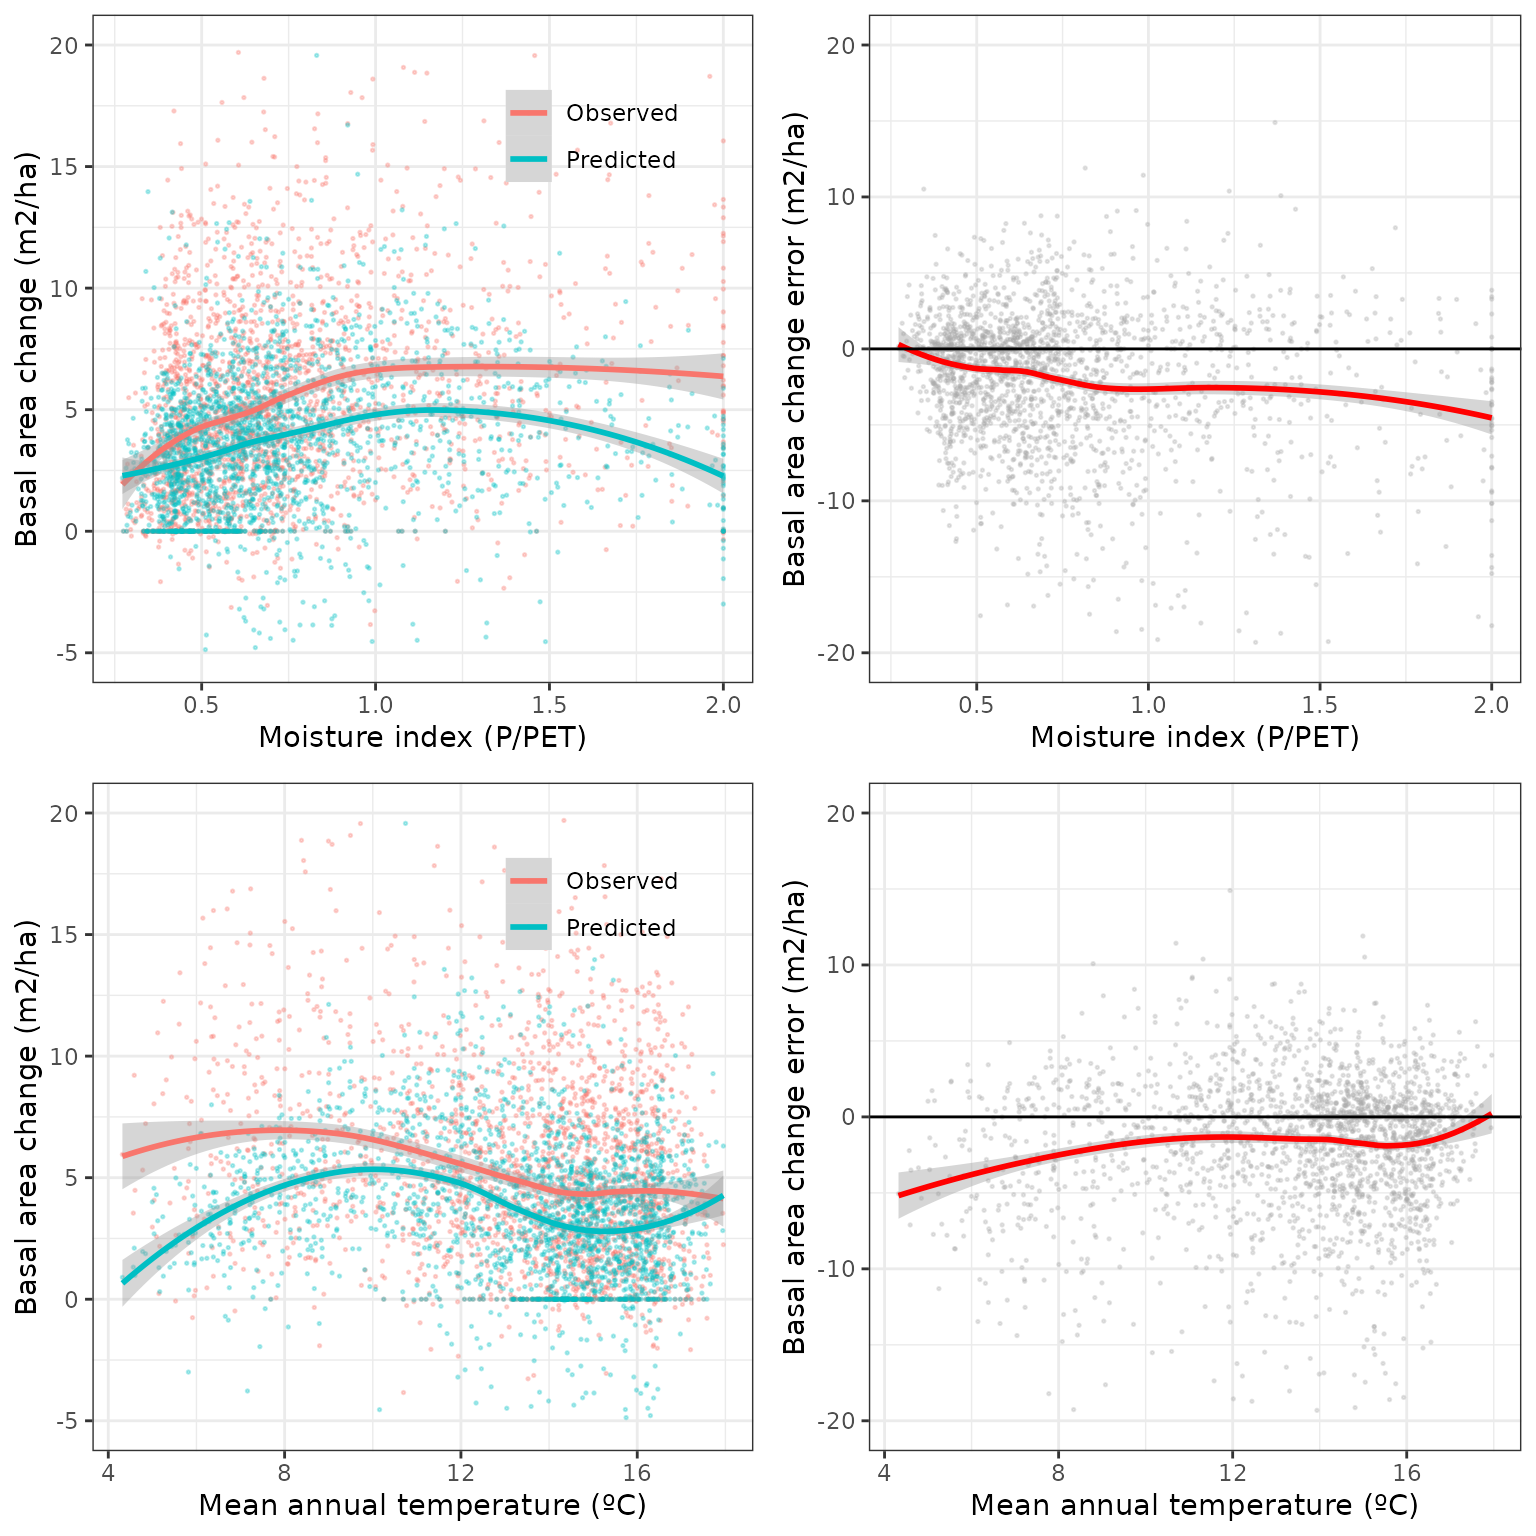 Basal area change (m2/ha)
20
15
10
5
0
-5
Observed
Predicted
0.5 1.0 1.5 2.0
Moisture index (P/PET)
Basal area change error (m2/ha)
20
10
0
-10
-20
0.5 1.0 1.5 2.0
Moisture index (P/PET)
Basal area change (m2/ha)
20
15
10
5
0
-5
Observed
Predicted
4 8 12 16
Mean annual temperature (ºC)
Basal area change error (m2/ha)
20
10
0
-10
-20
4 8 12 16
Mean annual temperature (ºC)